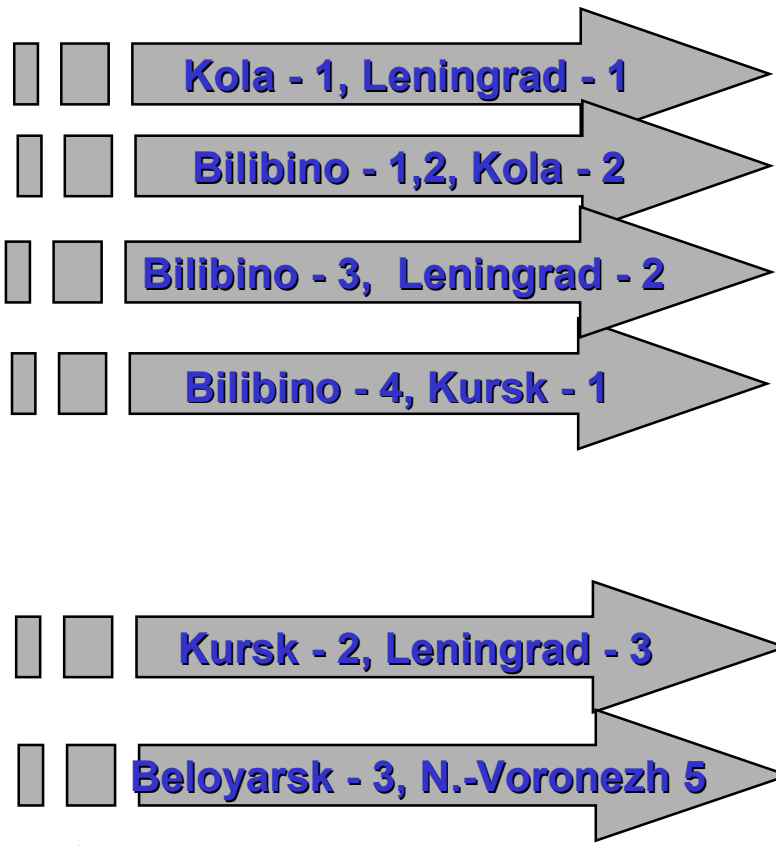 Kola - 1, Leningrad - 1
Bilibino - 1,2, Kola - 2
Bilibino - 3, Leningrad - 2
Bilibino - 4, Kursk - 1
Kursk - 2, Leningrad - 3
Beloyarsk - 3, N.-Voronezh 5